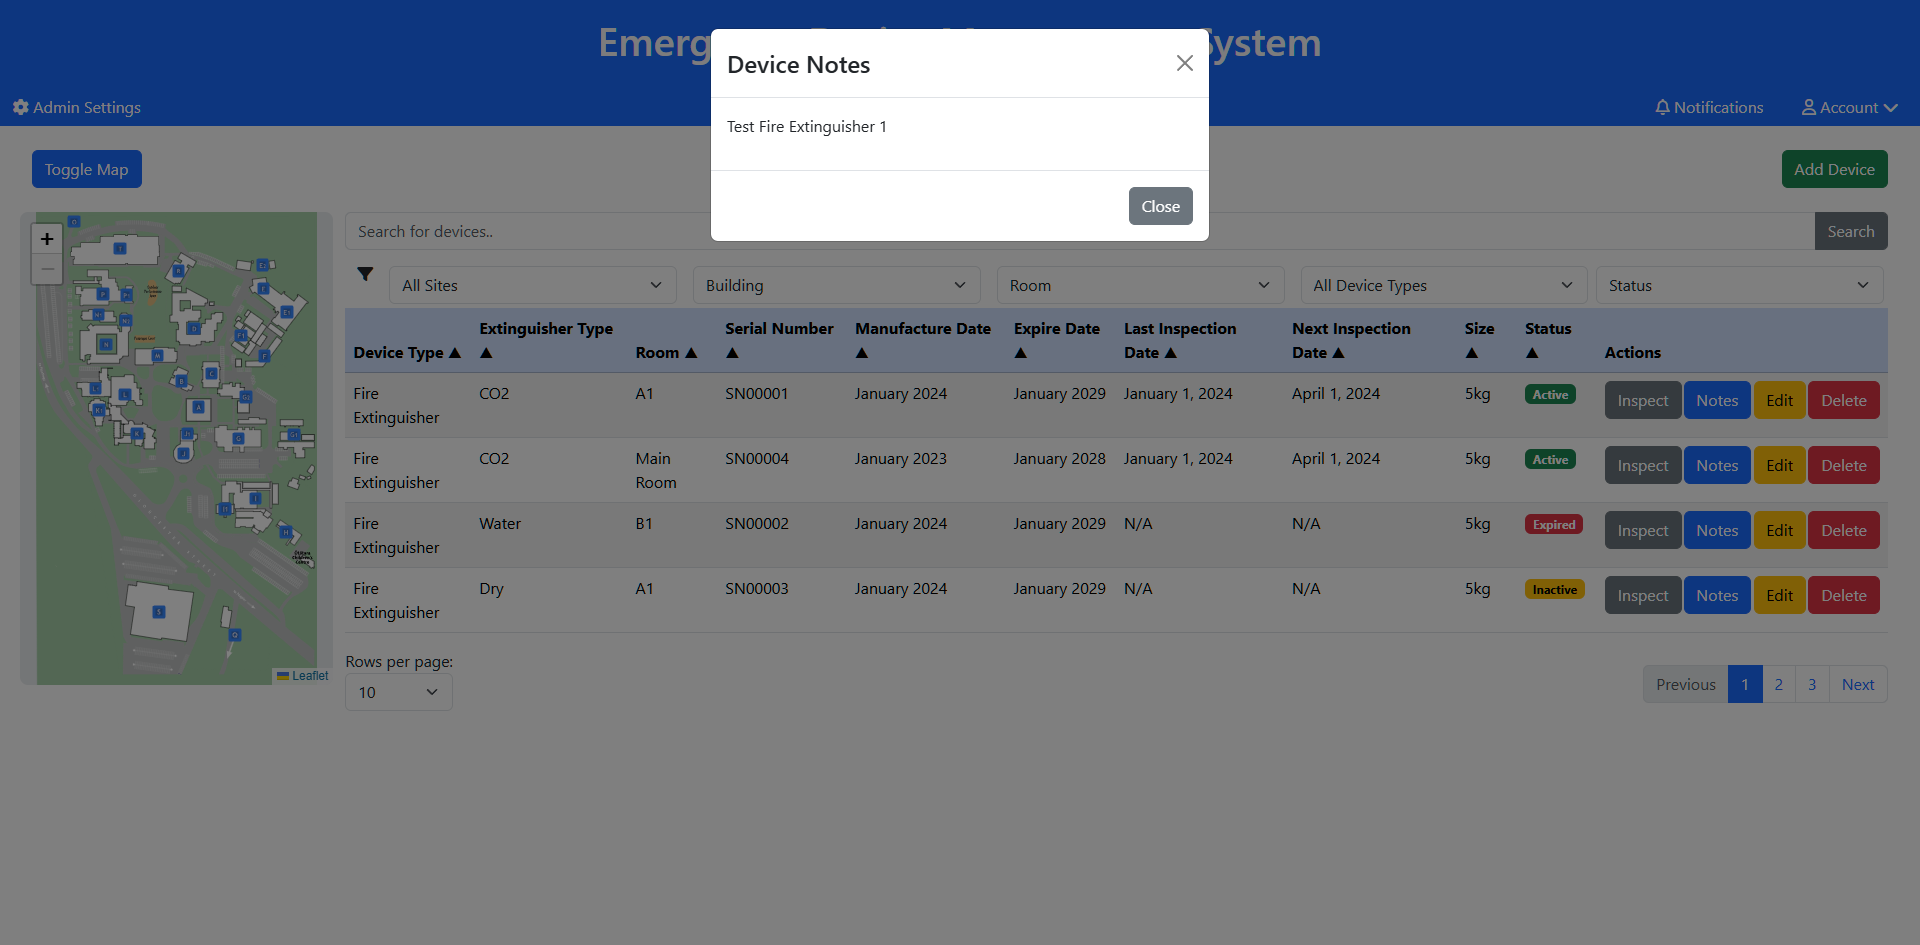 Emerg
System
Device Notes
Test Fire Extinguisher 1
Close
Admin Settings
Notifications
Account
Toggle Map
Add Device
+
−
Leaflet
Search for devices..
Search
All Sites
Building
Room
All Device Types
Status
Device Type ▲
Extinguisher Type ▲
Room ▲
Serial Number ▲
Manufacture Date ▲
Expire Date ▲
Last Inspection Date ▲
Next Inspection Date ▲
Size ▲
Status ▲
Actions
Fire Extinguisher CO2 A1 SN00001 January 2024 January 2029 January 1, 2024 April 1, 2024 5kg Active Inspect Notes Edit Delete
Fire Extinguisher CO2 Main Room SN00004 January 2023 January 2028 January 1, 2024 April 1, 2024 5kg Active Inspect Notes Edit Delete
Fire Extinguisher Water B1 SN00002 January 2024 January 2029 N/A N/A 5kg Expired Inspect Notes Edit Delete
Fire Extinguisher Dry A1 SN00003 January 2024 January 2029 N/A N/A 5kg Inactive Inspect Notes Edit Delete
Rows per page:
10
Previous 1 2 3 Next